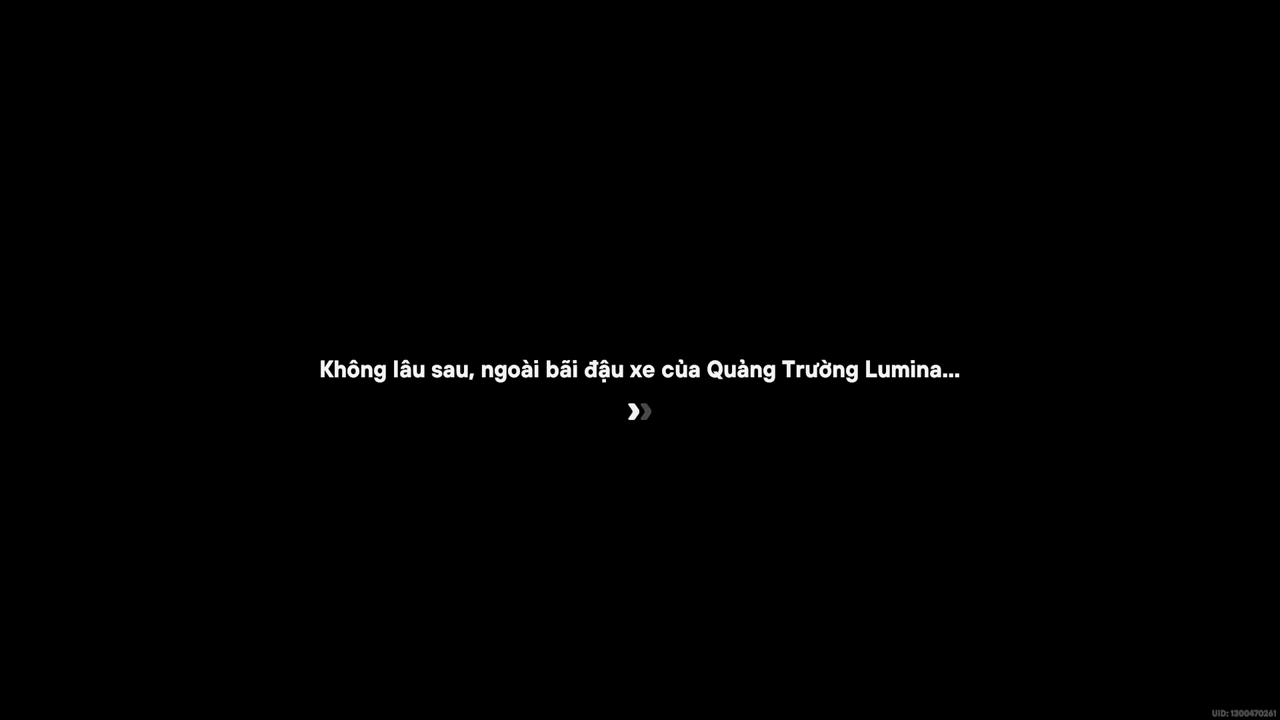 Không lâu sau, ngoài bãi đậu xe của Quảng Trường Lumina...
UID: 1300470261